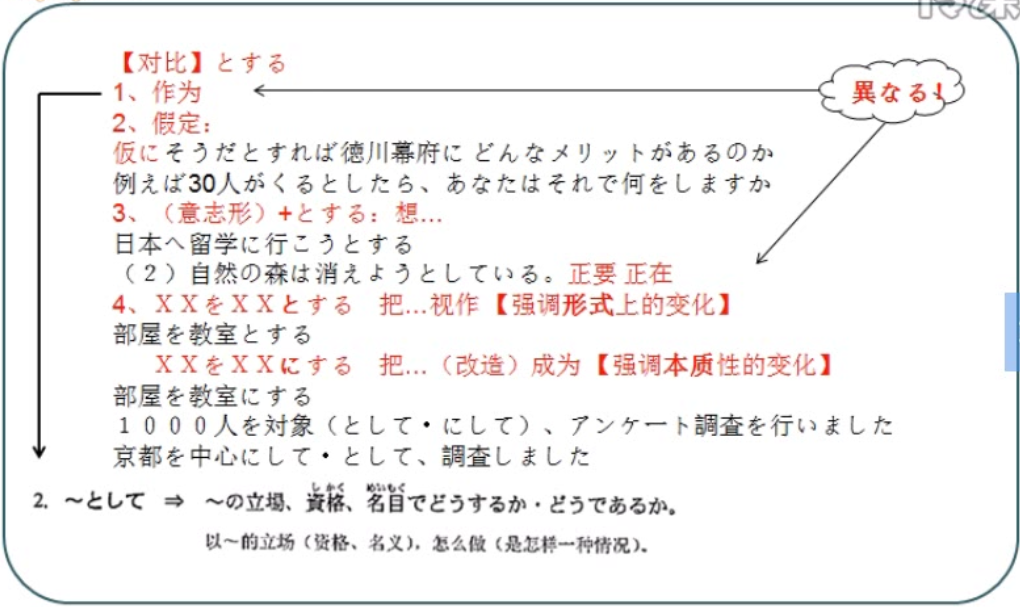 【对比】とする
1、作为
異なる！
2、假定：
仮にそうだとすれば徳川幕府に どんなメリットがあるのか
例えば30人がくるとしたら、あなたはそれで何をしますか
3、（意志形）+とする：想…
日本へ留学に行こうとする
（２）自然の森は消えようとしている。正要 正在
4、ＸＸをＸＸとする　把…视作 【强调形式上的变化】
部屋を教室とする
ＸＸをＸＸにする　把…（改造）成为 【强调本质性的变化】
部屋を教室にする
１０００人を対象（として・にして）、アンケート調査を行いました
京都を中心にして・として、調査しました
2. ～として ⇒ ～の立場、資格、名目でどうするか・どうであるか。
以～的立场（资格、名义），怎么做（是怎样一种情况）。